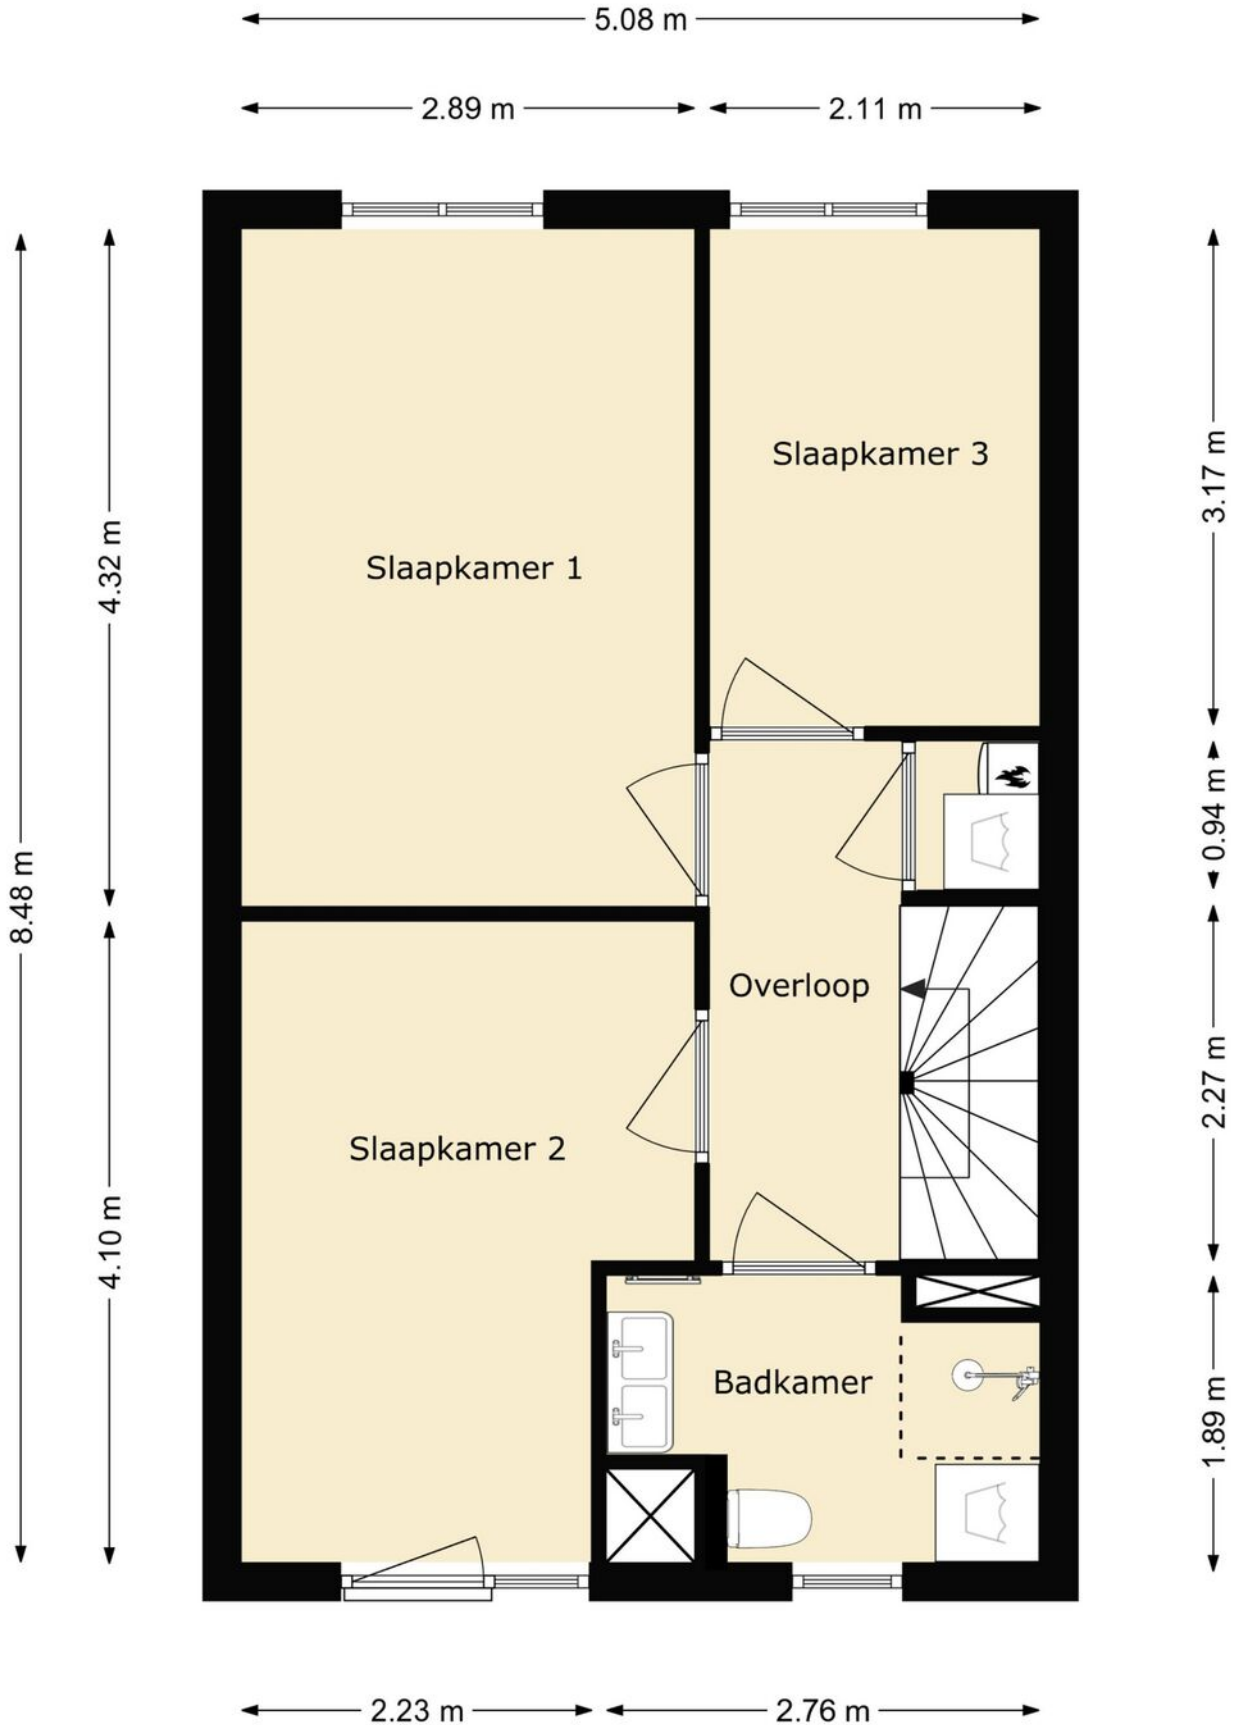 5.08 m
2.89 m
2.11 m
Slaapkamer 3
3.17 m
4.32 m
Slaapkamer 1
0.94 m
8.48 m
Overloop
2.27 m
Slaapkamer 2
4.10 m
Badkamer
1.89 m
2.23 m
2.76 m